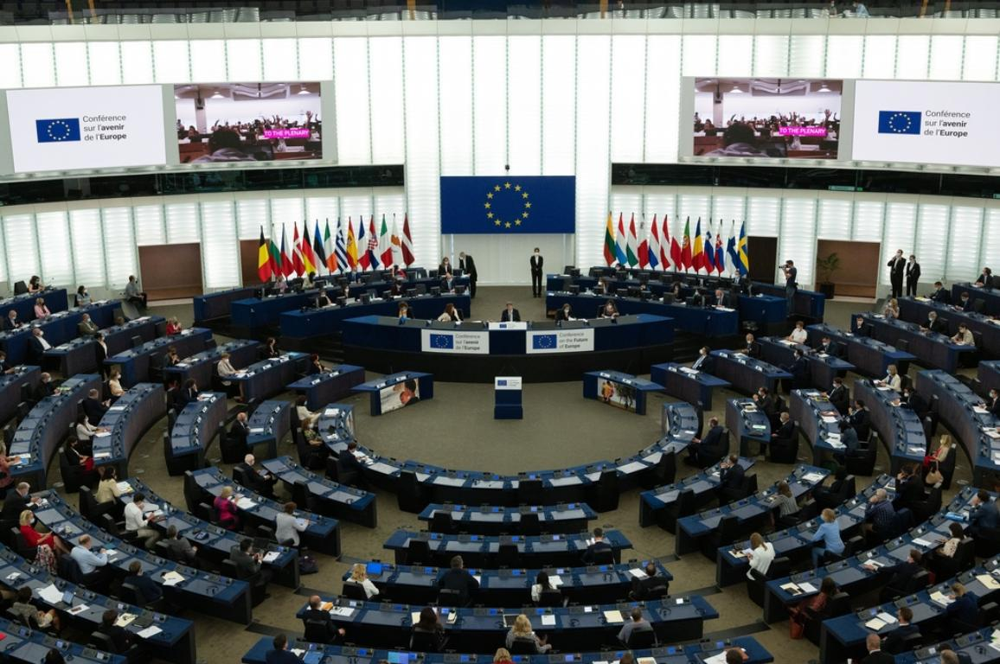 Conférence
sur l'avenir
de l'Europe
TO THE PLENARY
TO THE PLENARY
Conférence
sur l'avenir
de l'Europe
Conférence
sur l'avenir
de l'Europe
Conference
on the Future
of Europe